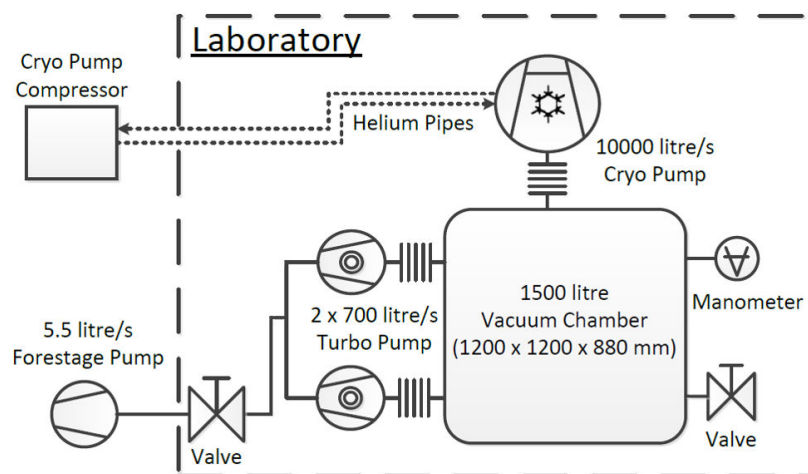 Laboratory
Cryo Pump
Compressor
Helium Pipes
10000 litre/s
Cryo Pump
1500 litre
Vacuum Chamber
(1200 x 1200 x 880 mm)
Manometer
2 x 700 litre/s
Turbo Pump
5.5 litre/s
Forestage Pump
Valve
Valve